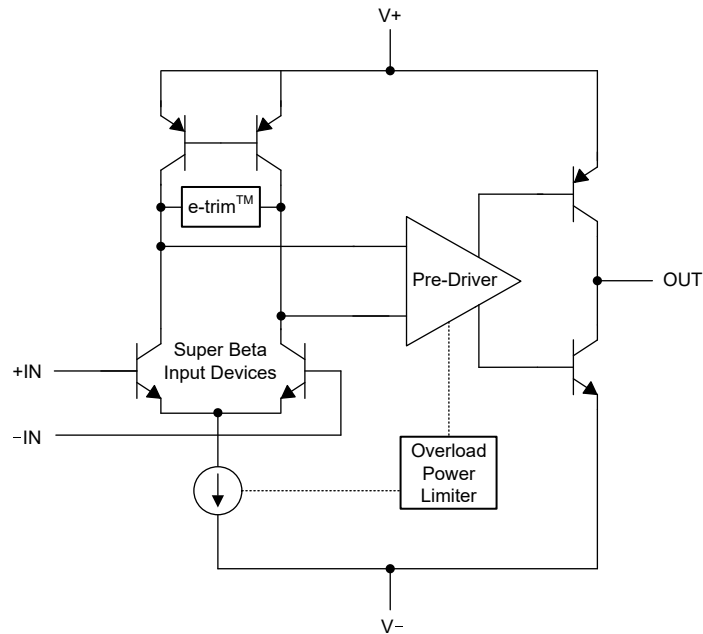 V+
e-trim™
Pre-Driver
OUT
Super Beta
Input Devices
+IN
−IN
Overload
Power
Limiter
V−